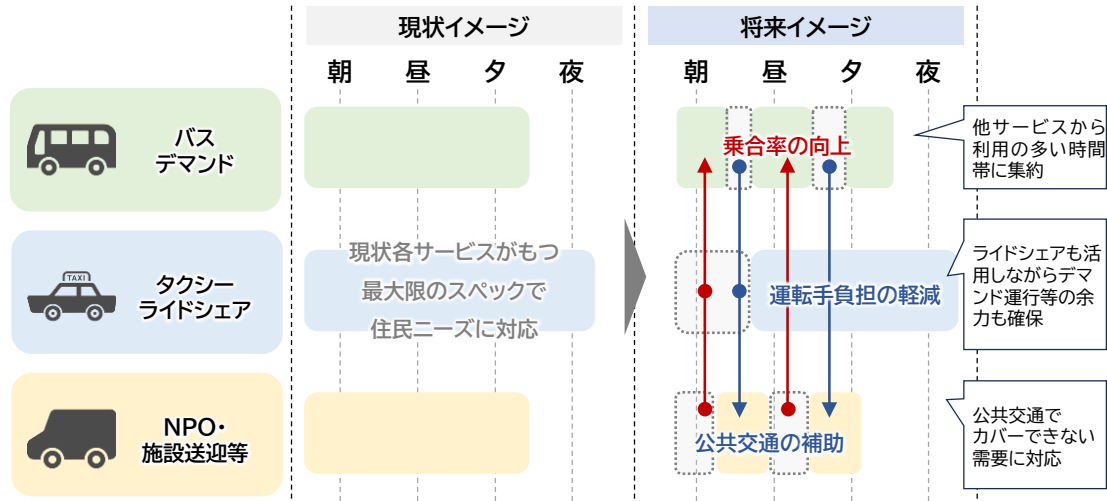 現状イメージ
将来イメージ
朝 昼 夕 夜
朝 昼 夕 夜
バス
デマンド
乗合率の向上
他サービスから
利用の多い時間
帯に集約
TAXI
タクシー
ライドシェア
現状各サービスがもつ
最大限のスペックで
住民ニーズに対応
運転手負担の軽減
ライドシェアも活
用しながらデマ
ンド運行等の余
力も確保
NPO・
施設送迎等
公共交通の補助
公共交通で
カバーできない
需要に対応